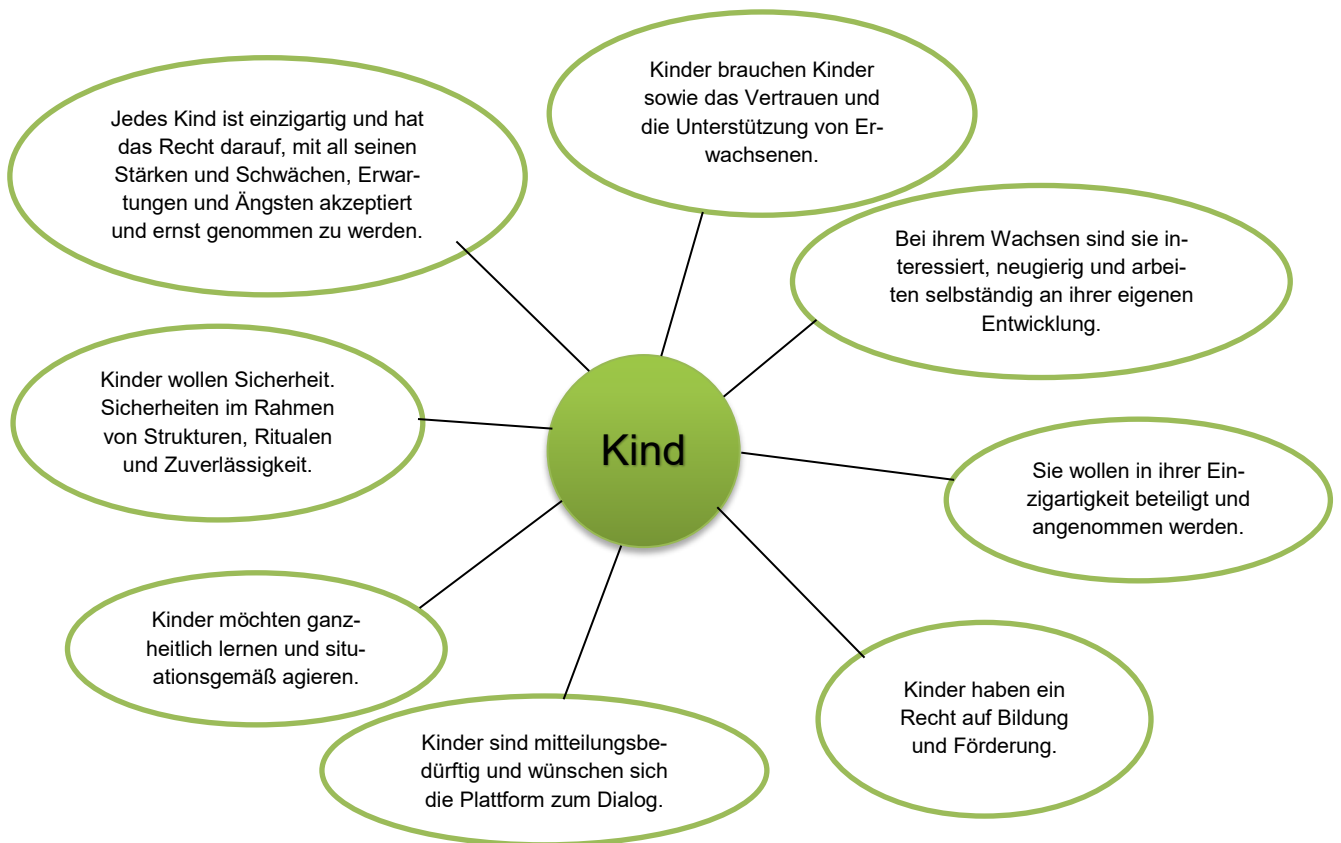 Kinder brauchen Kinder
sowie das Vertrauen und
die Unterstützung von Er-
wachsenen.
Jedes Kind ist einzigartig und hat
das Recht darauf, mit all seinen
Stärken und Schwächen, Erwar-
tungen und Ängsten akzeptiert
und ernst genommen zu werden.
Bei ihrem Wachsen sind sie in-
teressiert, neugierig und arbei-
ten selbständig an ihrer eigenen
Entwicklung.
Kinder wollen Sicherheit.
Sicherheiten im Rahmen
von Strukturen, Ritualen
und Zuverlässigkeit.
Kind
Sie wollen in ihrer Ein-
zigartigkeit beteiligt und
angenommen werden.
Kinder möchten ganz-
heitlich lernen und situ-
ationsgemäß agieren.
Kinder haben ein
Recht auf Bildung
und Förderung.
Kinder sind mitteilungsbe-
dürftig und wünschen sich
die Plattform zum Dialog.